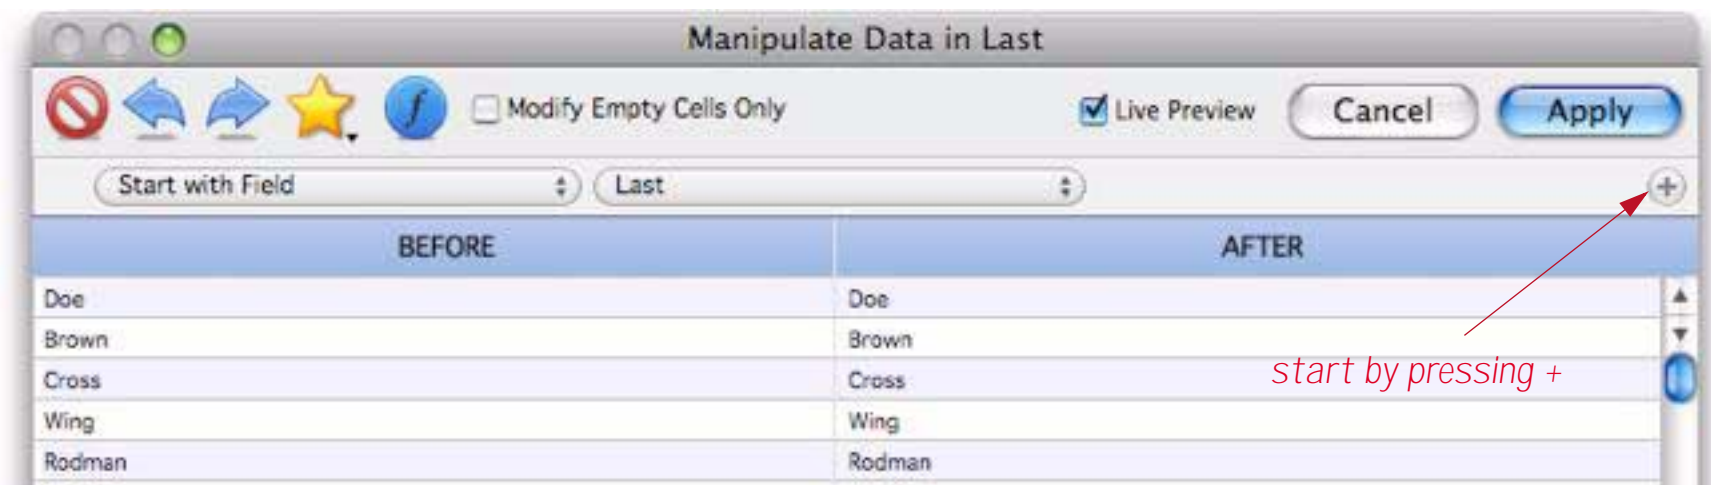 Manipulate Data in Last
f Modify Empty Cells Only Live Preview Cancel Apply
Start with Field Last +
BEFORE AFTER
Doe Doe
Brown Brown
Cross Cross
start by pressing +
Wing Wing
Rodman Rodman